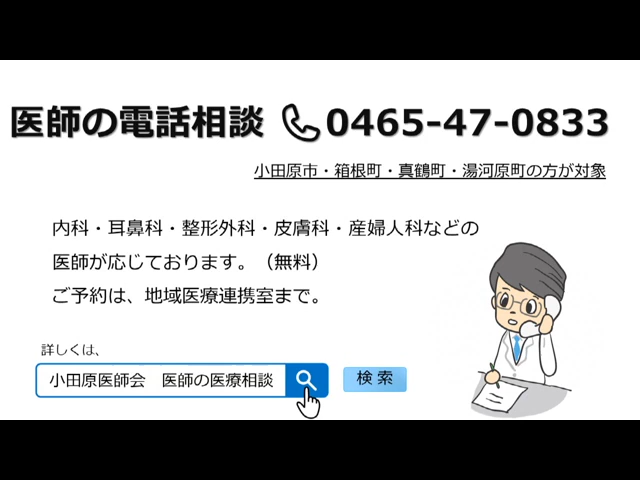 医師の電話相談 0465-47-0833
小田原市・箱根町・真鶴町・湯河原町の方が対象
内科・耳鼻科・整形外科・皮膚科・産婦人科などの
医師が応じております。（無料）
ご予約は、地域医療連携室まで。
詳しくは、
小田原医師会 医師の医療相談
検索